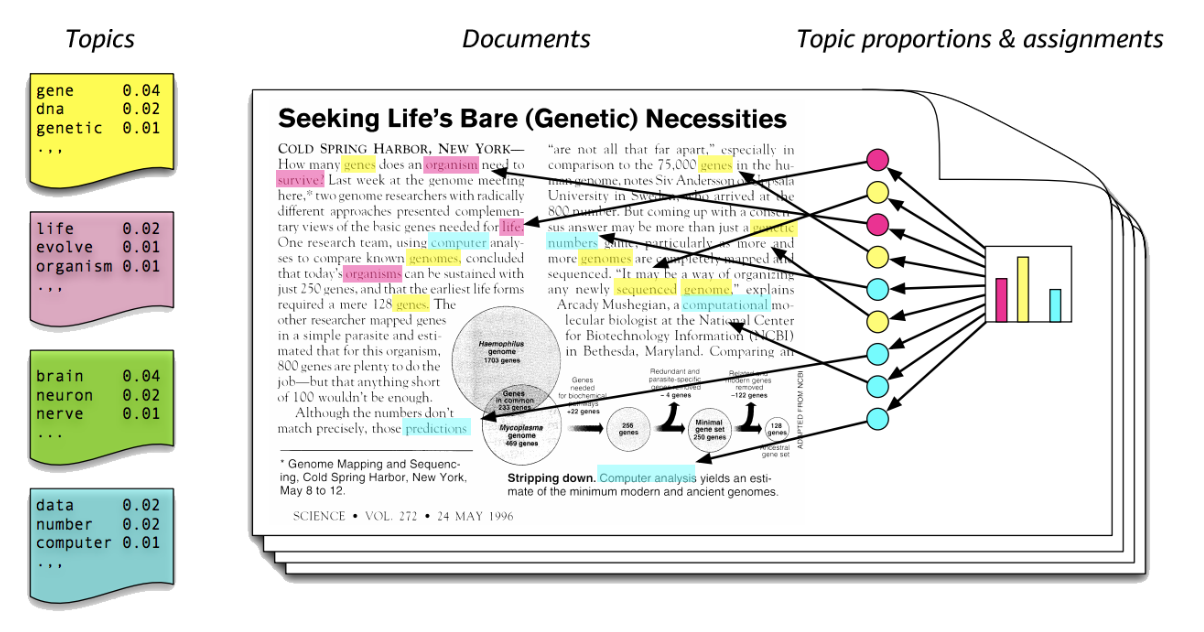 Topics
Documents
Topic proportions & assignments
gene 0.04
dna 0.02
genetic 0.01
.,,
life 0.02
evolve 0.01
organism 0.01
.,,
brain 0.04
neuron 0.02
nerve 0.01
...
data 0.02
number 0.02
computer 0.01
.,,
Seeking Life's Bare (Genetic) Necessities
COLD SPRING HARBOR, NEW YORK—
How many genes does an organism need to
survive? Last week at the genome meeting
here,* two genome researchers with radically
different approaches presented complemen-
tary views of the basic genes needed for life.
One research team, using computer analy-
ses to compare known genomes, concluded
that today's organisms can be sustained with
just 250 genes, and that the earliest life forms
required a mere 128 genes. The
other researcher mapped genes
in a simple parasite and esti-
mated that for this organism,
800 genes are plenty to do the
job—but that anything short
of 100 wouldn't be enough.
Although the numbers don't
match precisely, those predictions
* Genome Mapping and Sequenc-
ing, Cold Spring Harbor, New York,
May 8 to 12.
"are not all that far apart," especially in
comparison to the 75,000 genes in the hu-
man genome, notes Siv Andersson of Uppsala
University in Sweden, who arrived at the
800 number. But coming up with a consen-
sus answer may be more than just a genetic
numbers game, particularly as more and
more genomes are completely mapped and
sequenced. "It may be a way of organizing
any newly sequenced genome," explains
Arcady Mushegian, a computational mo-
lecular biologist at the National Center
for Biotechnology Information (NCBI)
in Bethesda, Maryland. Comparing an
Haemophilus
genome
1703 genes
Genes
in common
233 genes
Mycoplasma
genome
469 genes
Genes
needed
for biochemical
pathways
+22 genes
256
genes
Redundant and
parasite-specific
genes removed
– 4 genes
Minimal
gene set
250 genes
Related and
modern genes
removed
–122 genes
128
genes
Ancestral
gene set
ADAPTED FROM NCBI
Stripping down. Computer analysis yields an esti-
mate of the minimum modern and ancient genomes.
SCIENCE • VOL. 272 • 24 MAY 1996